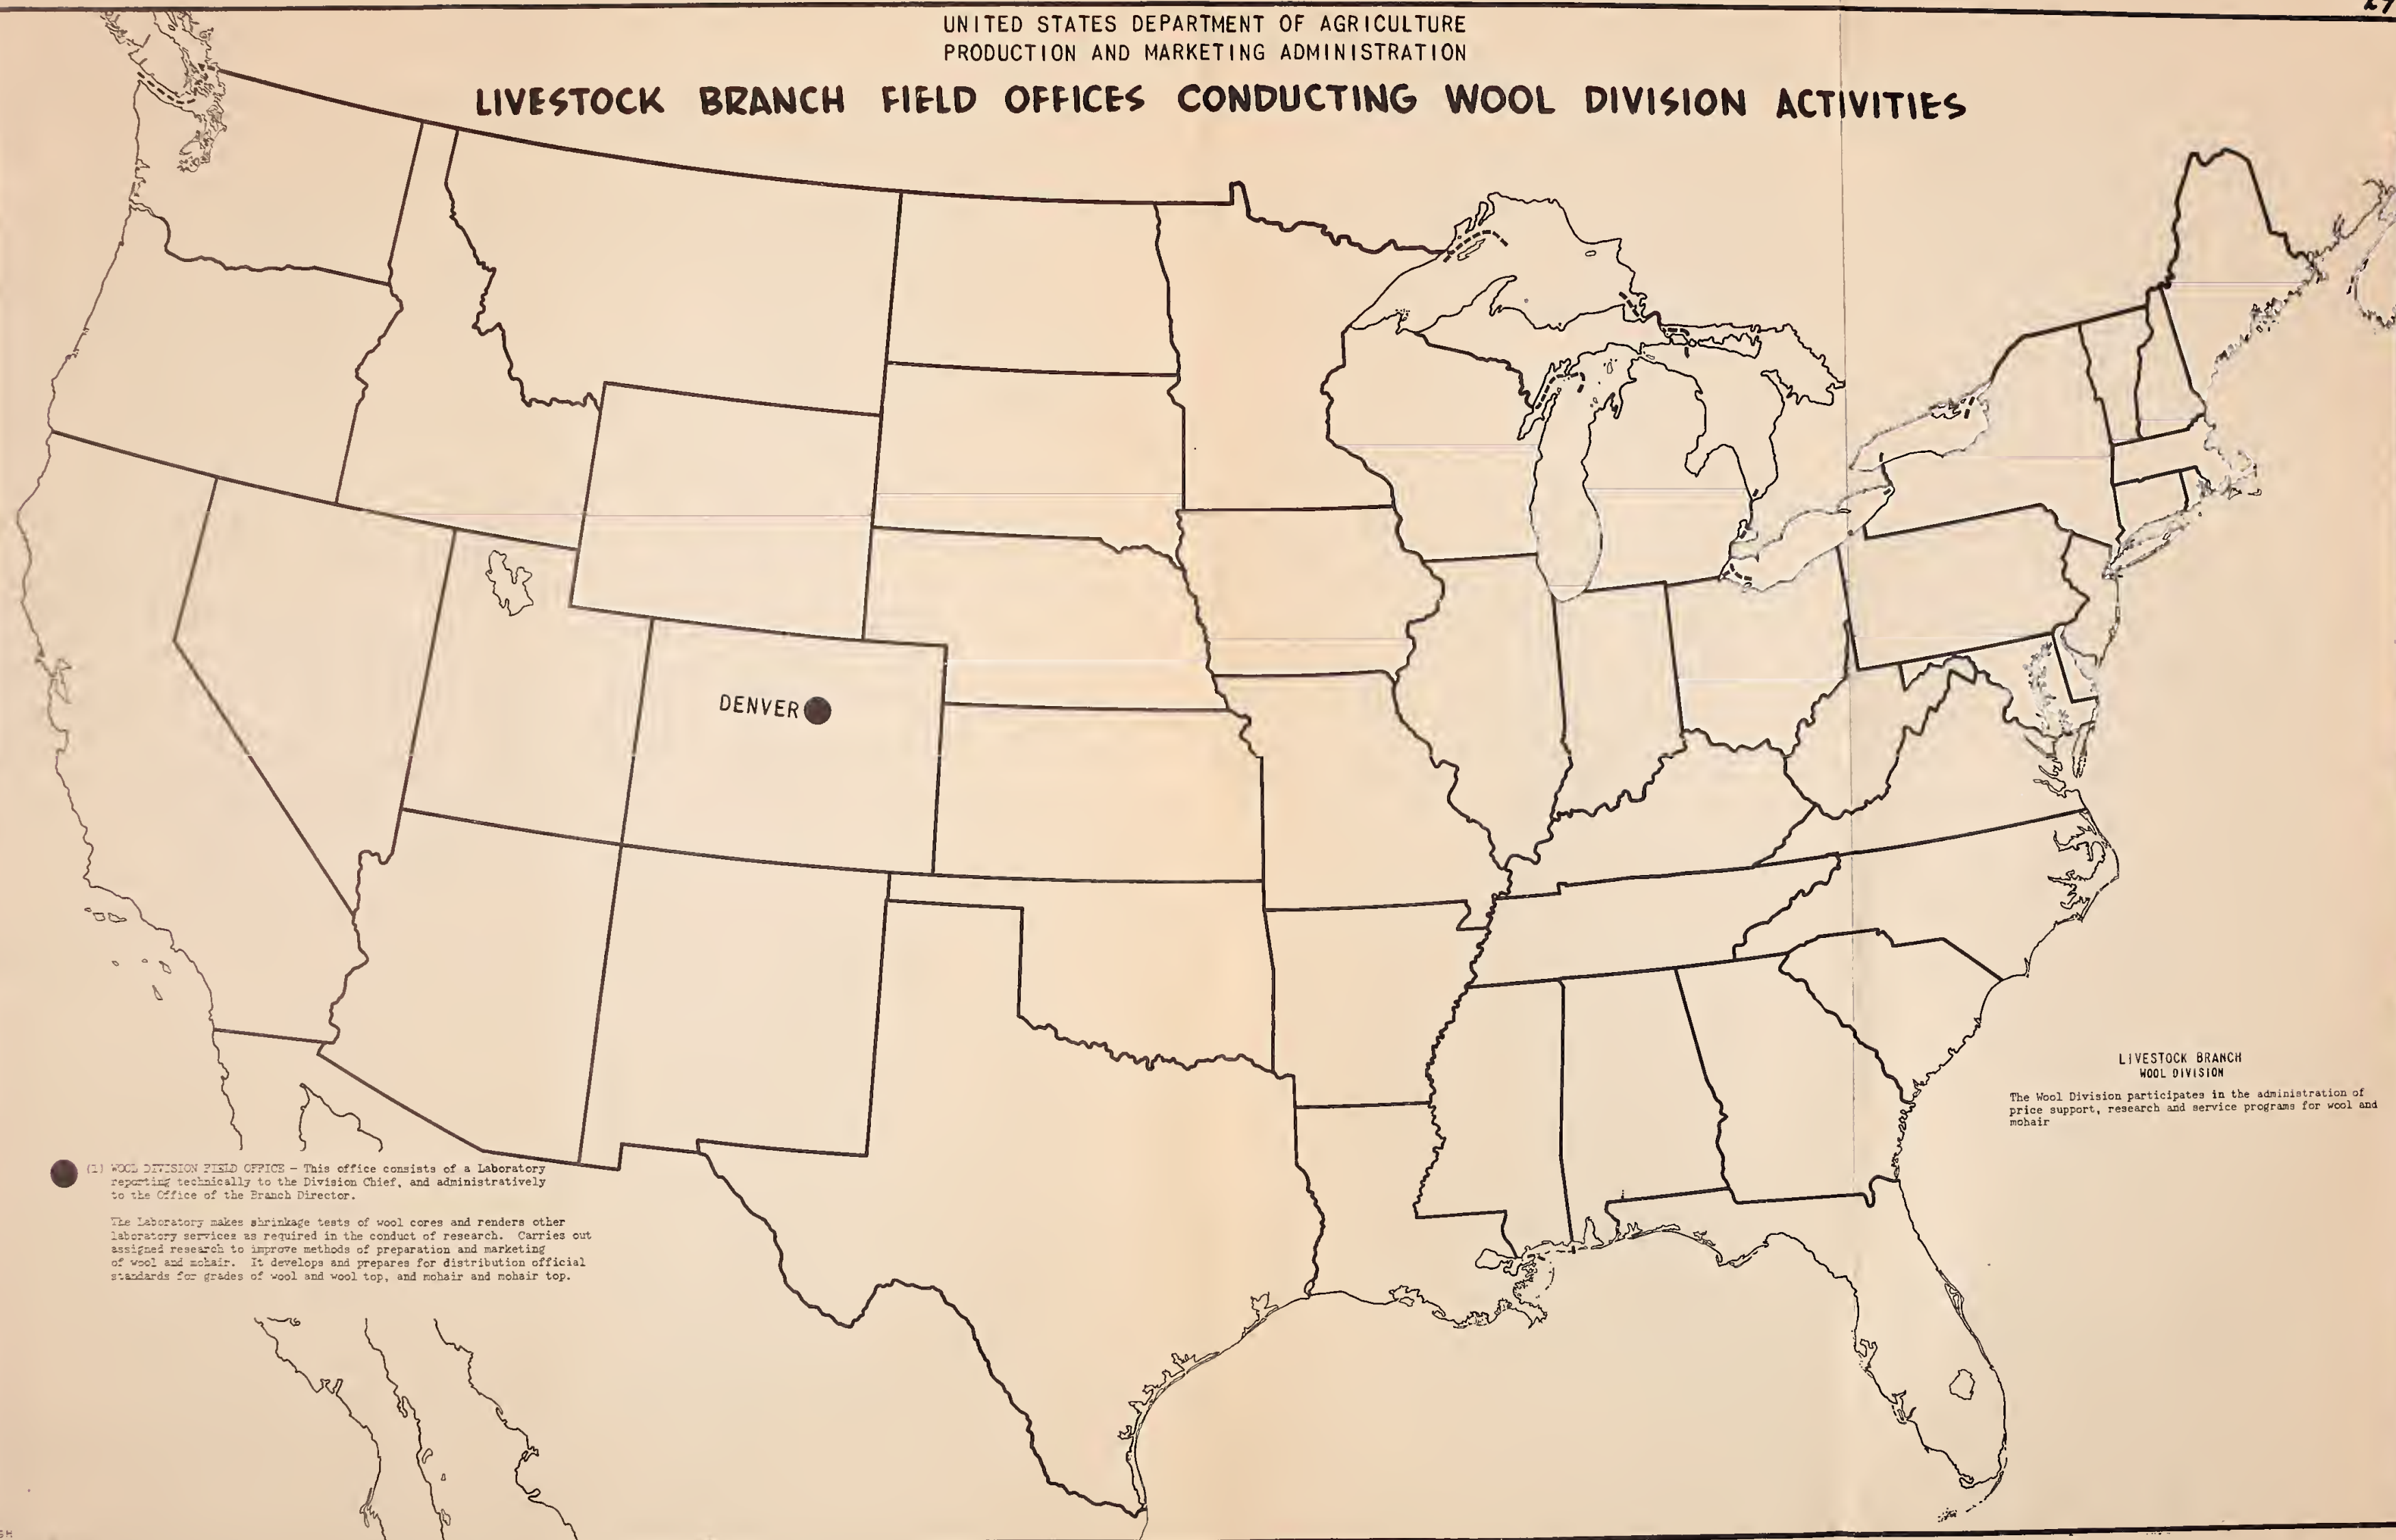 UNITED STATES DEPARTMENT OF AGRICULTURE
PRODUCTION AND MARKETING ADMINISTRATION
LIVESTOCK BRANCH FIELD OFFICES CONDUCTING WOOL DIVISION ACTIVITIES
DENVER
LIVESTOCK BRANCH
WOOL DIVISION
The Wool Division participates in the administration of
price support, research and service programs for wool and
mohair
(1) WOOL DIVISION FIELD OFFICE - This office consists of a Laboratory
reporting technically to the Division Chief, and administratively
to the Office of the Branch Director.
The Laboratory makes shrinkage tests of wool cores and renders other
laboratory services as required in the conduct of research. Carries out
assigned research to improve methods of preparation and marketing
of wool and mohair. It develops and prepares for distribution official
standards for grades of wool and wool top, and mohair and mohair top.